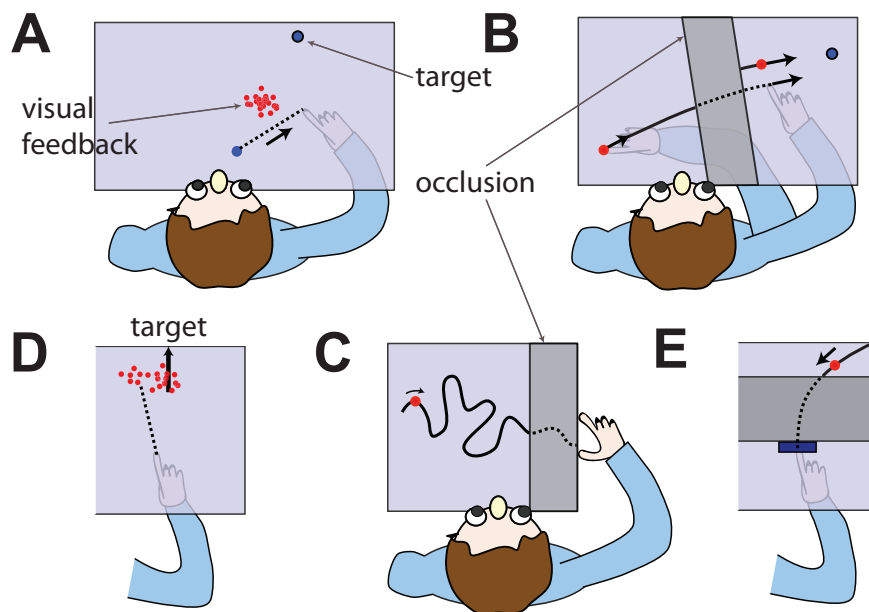 A
B
target
visual
feedback
occlusion
target
D
C
E